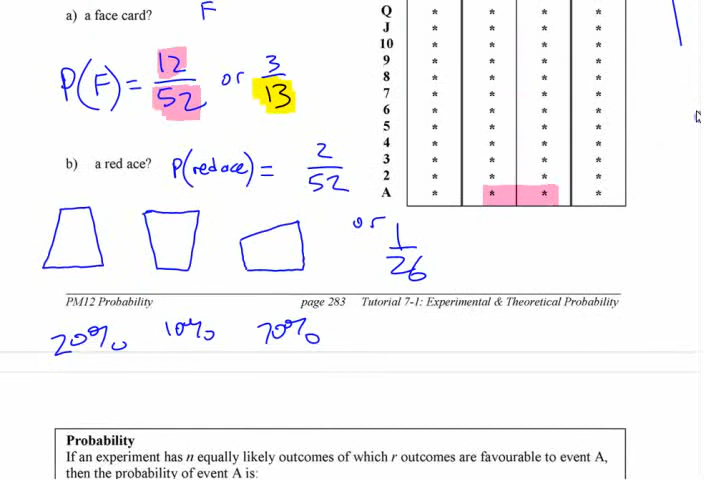 a) a face card? F
P(F) = 12/52 or 3/13
b) a red ace? P(red ace) = 2/52
or 1/26
Q * * * *
J * * * *
10 * * * *
9 * * * *
8 * * * *
7 * * * *
6 * * * *
5 * * * *
4 * * * *
3 * * * *
2 * * * *
A * * * *
PM12 Probability page 283 Tutorial 7-1: Experimental & Theoretical Probability
20% 10% 70%
Probability
If an experiment has n equally likely outcomes of which r outcomes are favourable to event A,
then the probability of event A is: